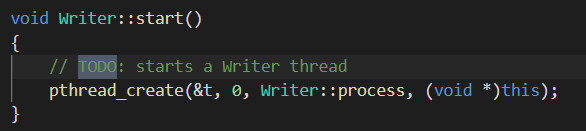 void Writer::start()
{
    // TODO: starts a Writer thread
    pthread_create(&t, 0, Writer::process, (void *)this);
}